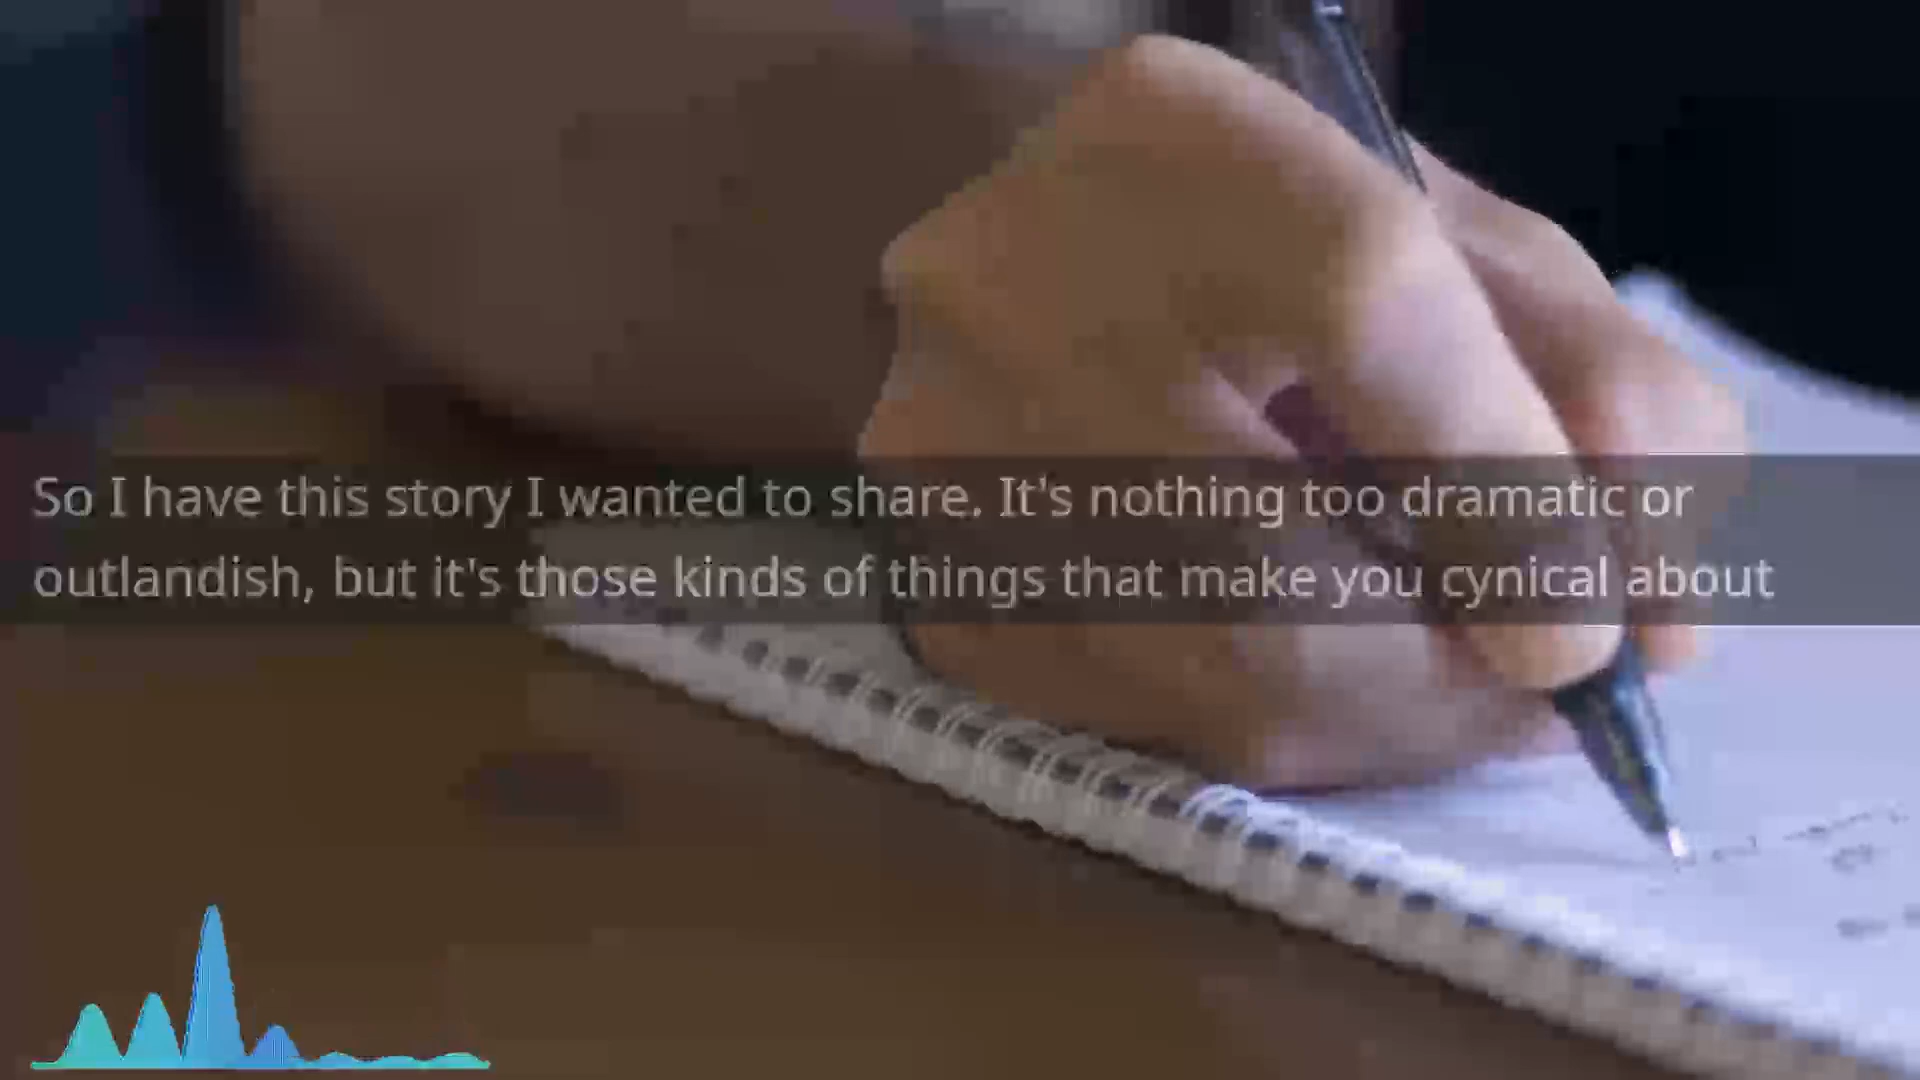 So I have this story I wanted to share. It's nothing too dramatic or
outlandish, but it's those kinds of things that make you cynical about